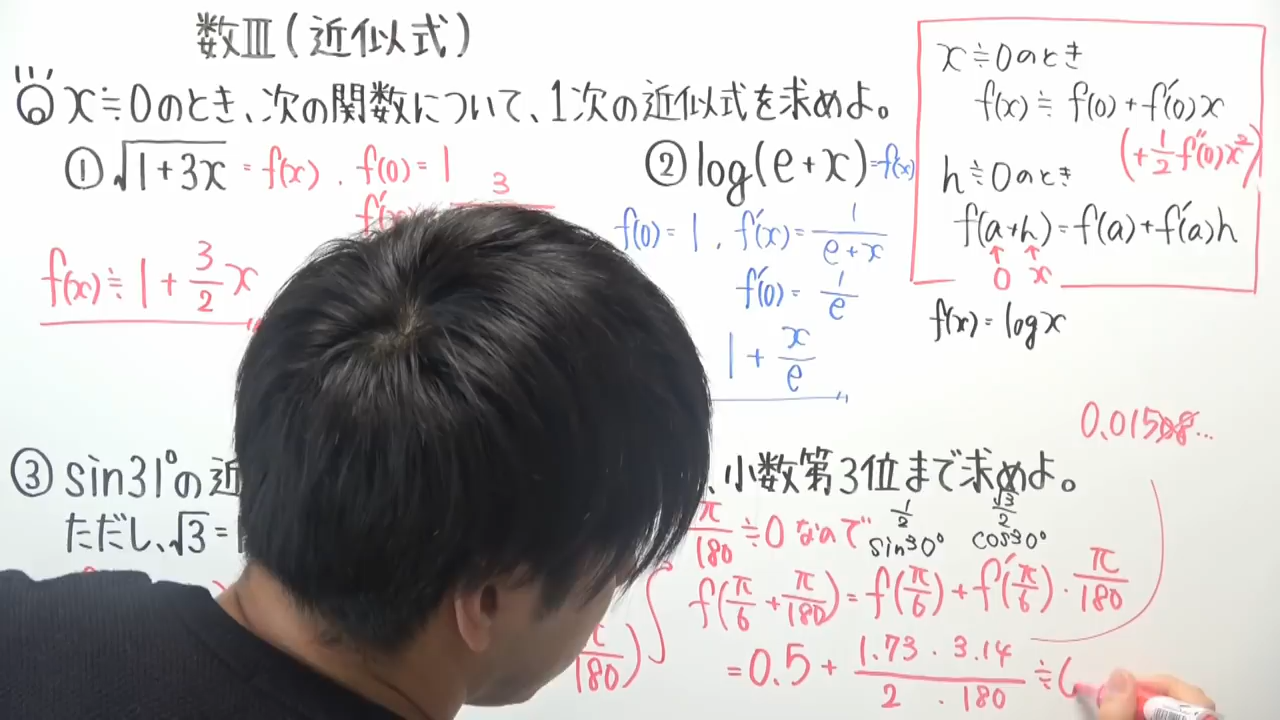 数Ⅲ(近似式)
x≒0のとき、次の関数について、1次の近似式を求めよ。
① √(1+3x) = f(x), f(0) = 1
3
f(x) ≒ 1 + 3/2 x
② log(e+x) = f(x)
f(0) = 1, f'(x) = 1/(e+x)
f'(0) = 1/e
1 + x/e
x≒0のとき
f(x) ≒ f(0) + f'(0)x
(+ 1/2 f''(0)x²)
h≒0のとき
f(a+h) = f(a) + f'(a)h
↑ ↑
0 x
f(x) = log x
0.01508...
③ sin31°の近 、小数第3位まで求めよ。
ただし、√3 =
π/180 ≒ 0 なので
1/2 √3/2
sin30° cos30°
f(π/6 + π/180) = f(π/6) + f'(π/6)・π/180
= 0.5 + (1.73・3.14)/(2・180) ≒
/180)